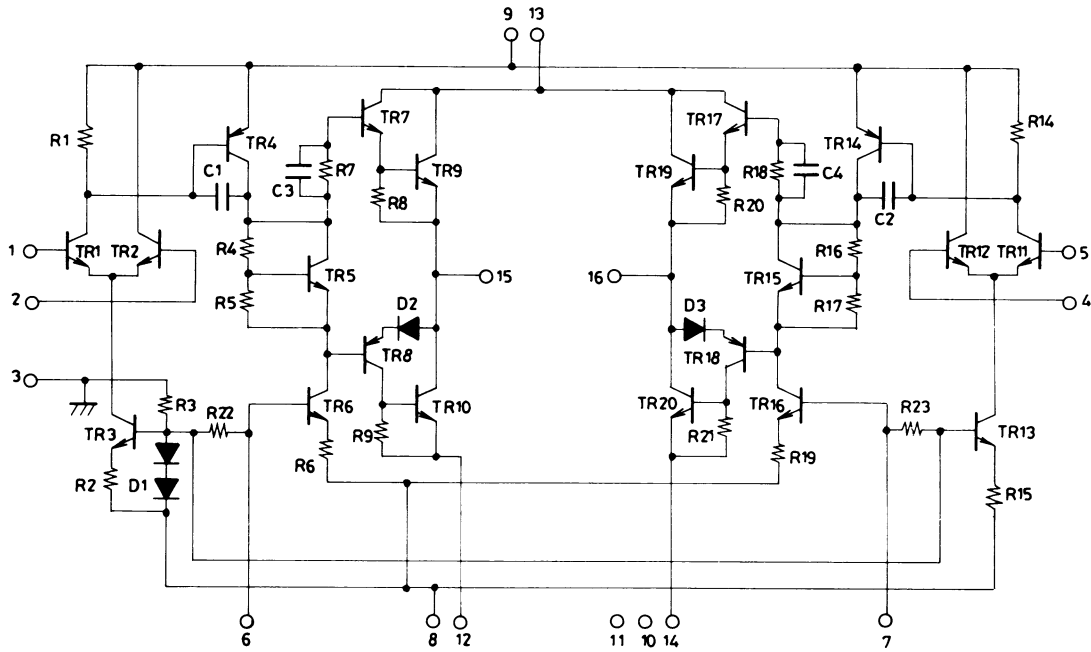 9 13
R1
TR4
TR7
TR17
TR14
R14
C1
C3
R7
R8
TR9
TR19
R18
R20
C4
C2
1
TR1
TR2
R4
TR5
R16
TR15
TR12
TR11
5
2
R5
15
16
R17
4
D2
D3
TR8
TR18
3
R3
R22
TR6
TR10
TR20
TR16
R23
TR3
R9
R21
TR13
R2
D1
R6
R19
R15
6
8
12
11
10
14
7